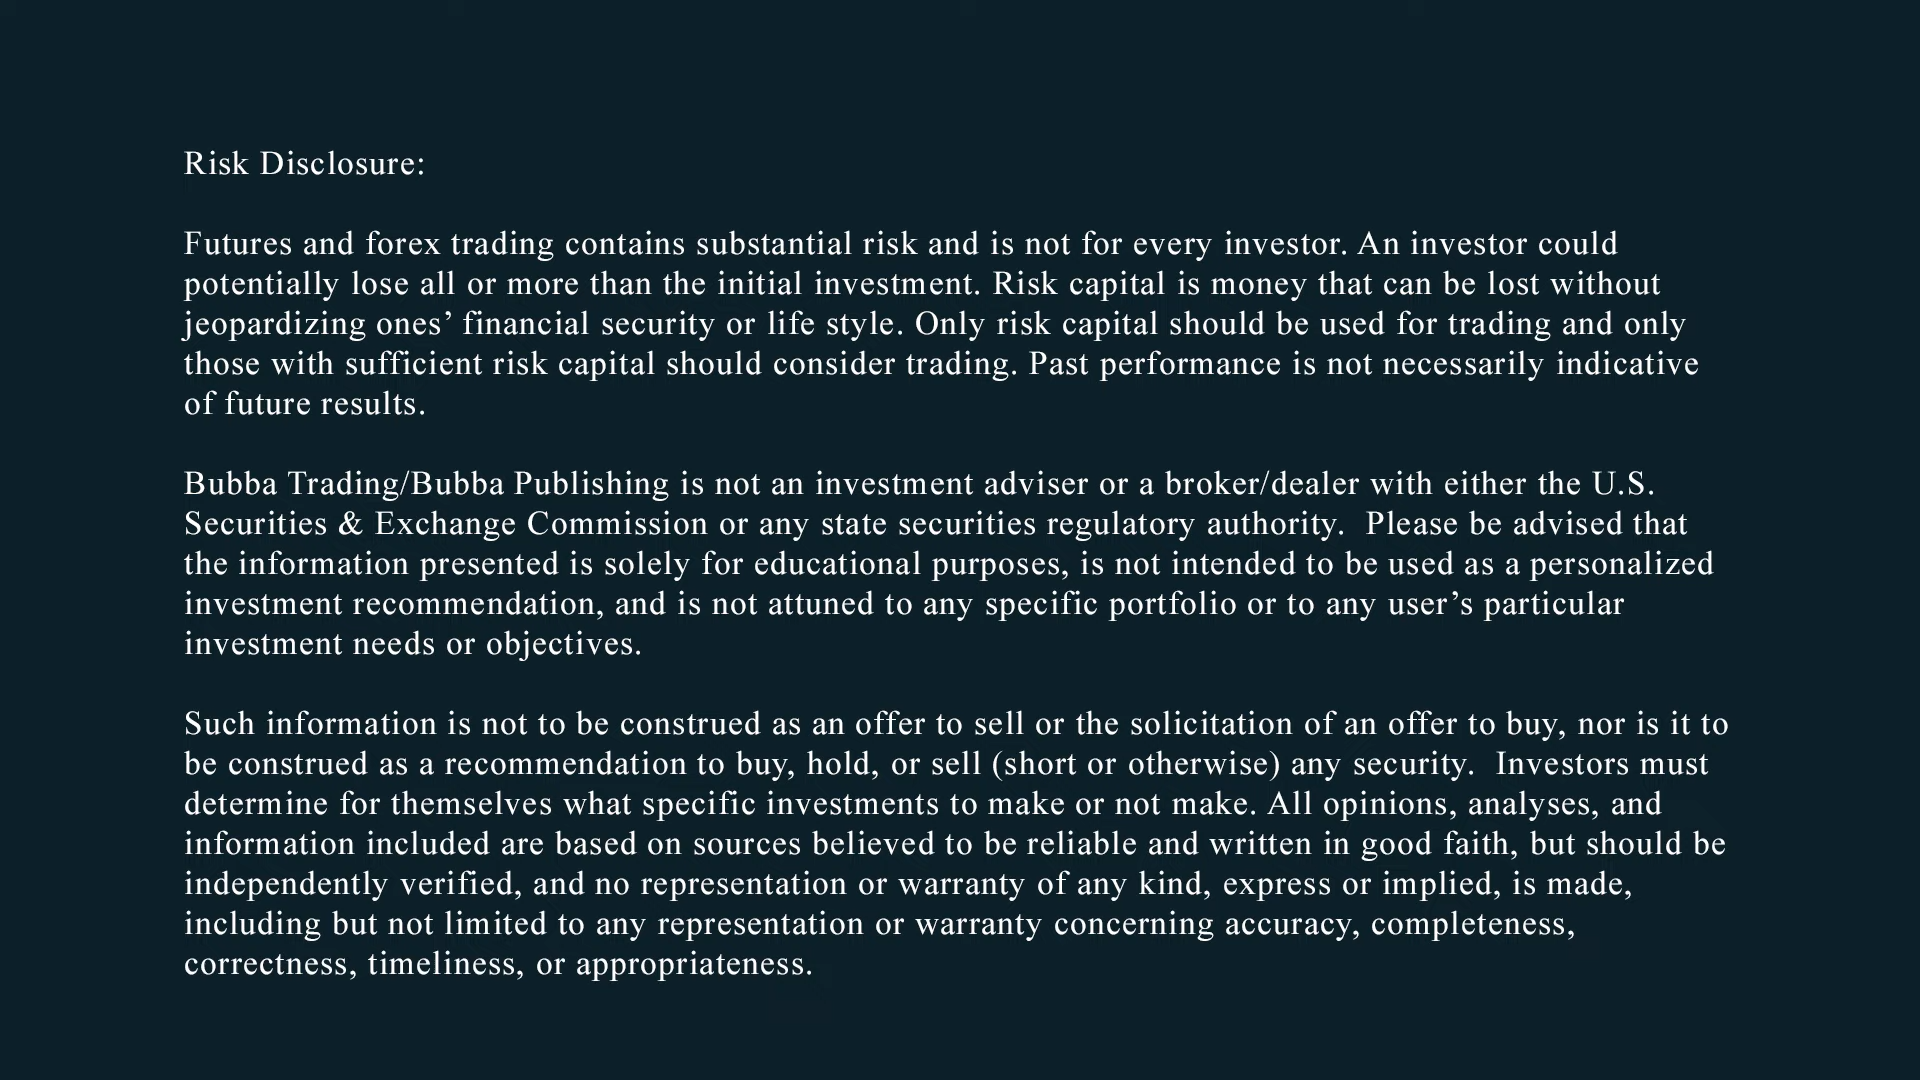 Risk Disclosure:
Futures and forex trading contains substantial risk and is not for every investor. An investor could
potentially lose all or more than the initial investment. Risk capital is money that can be lost without
jeopardizing ones’ financial security or life style. Only risk capital should be used for trading and only
those with sufficient risk capital should consider trading. Past performance is not necessarily indicative
of future results.
Bubba Trading/Bubba Publishing is not an investment adviser or a broker/dealer with either the U.S.
Securities & Exchange Commission or any state securities regulatory authority.  Please be advised that
the information presented is solely for educational purposes, is not intended to be used as a personalized
investment recommendation, and is not attuned to any specific portfolio or to any user’s particular
investment needs or objectives.
Such information is not to be construed as an offer to sell or the solicitation of an offer to buy, nor is it to
be construed as a recommendation to buy, hold, or sell (short or otherwise) any security.  Investors must
determine for themselves what specific investments to make or not make. All opinions, analyses, and
information included are based on sources believed to be reliable and written in good faith, but should be
independently verified, and no representation or warranty of any kind, express or implied, is made,
including but not limited to any representation or warranty concerning accuracy, completeness,
correctness, timeliness, or appropriateness.